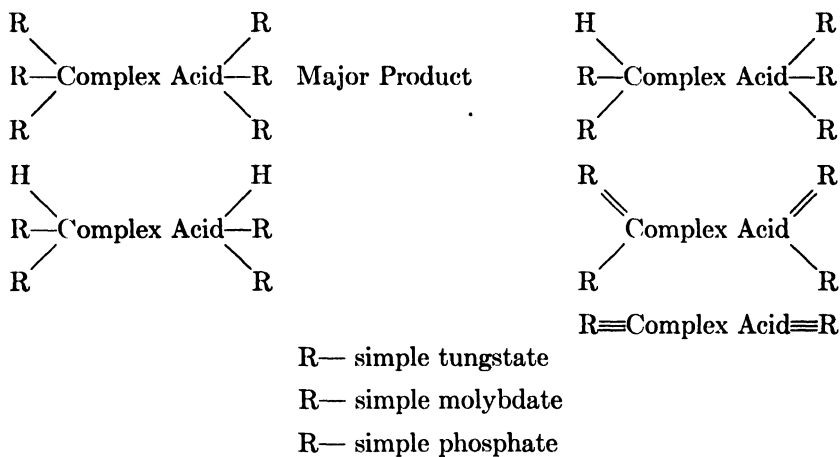 R R H R
R—Complex Acid—R Major Product R—Complex Acid—R
R R R R
H H R R
R—Complex Acid—R Complex Acid
R R R R
R≡Complex Acid≡R
R— simple tungstate
R— simple molybdate
R— simple phosphate